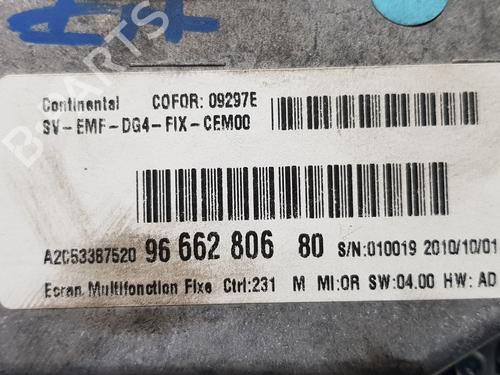 Continental COFOR: 09297E
SV-EMF-DG4-FIX-CEM00
A2C53387520 96 662 806 80 S/N:010019 2010/10/01
Ecran Multifonction Fixe Ctrl:231 M MI:OR SW:04.00 HW: A0